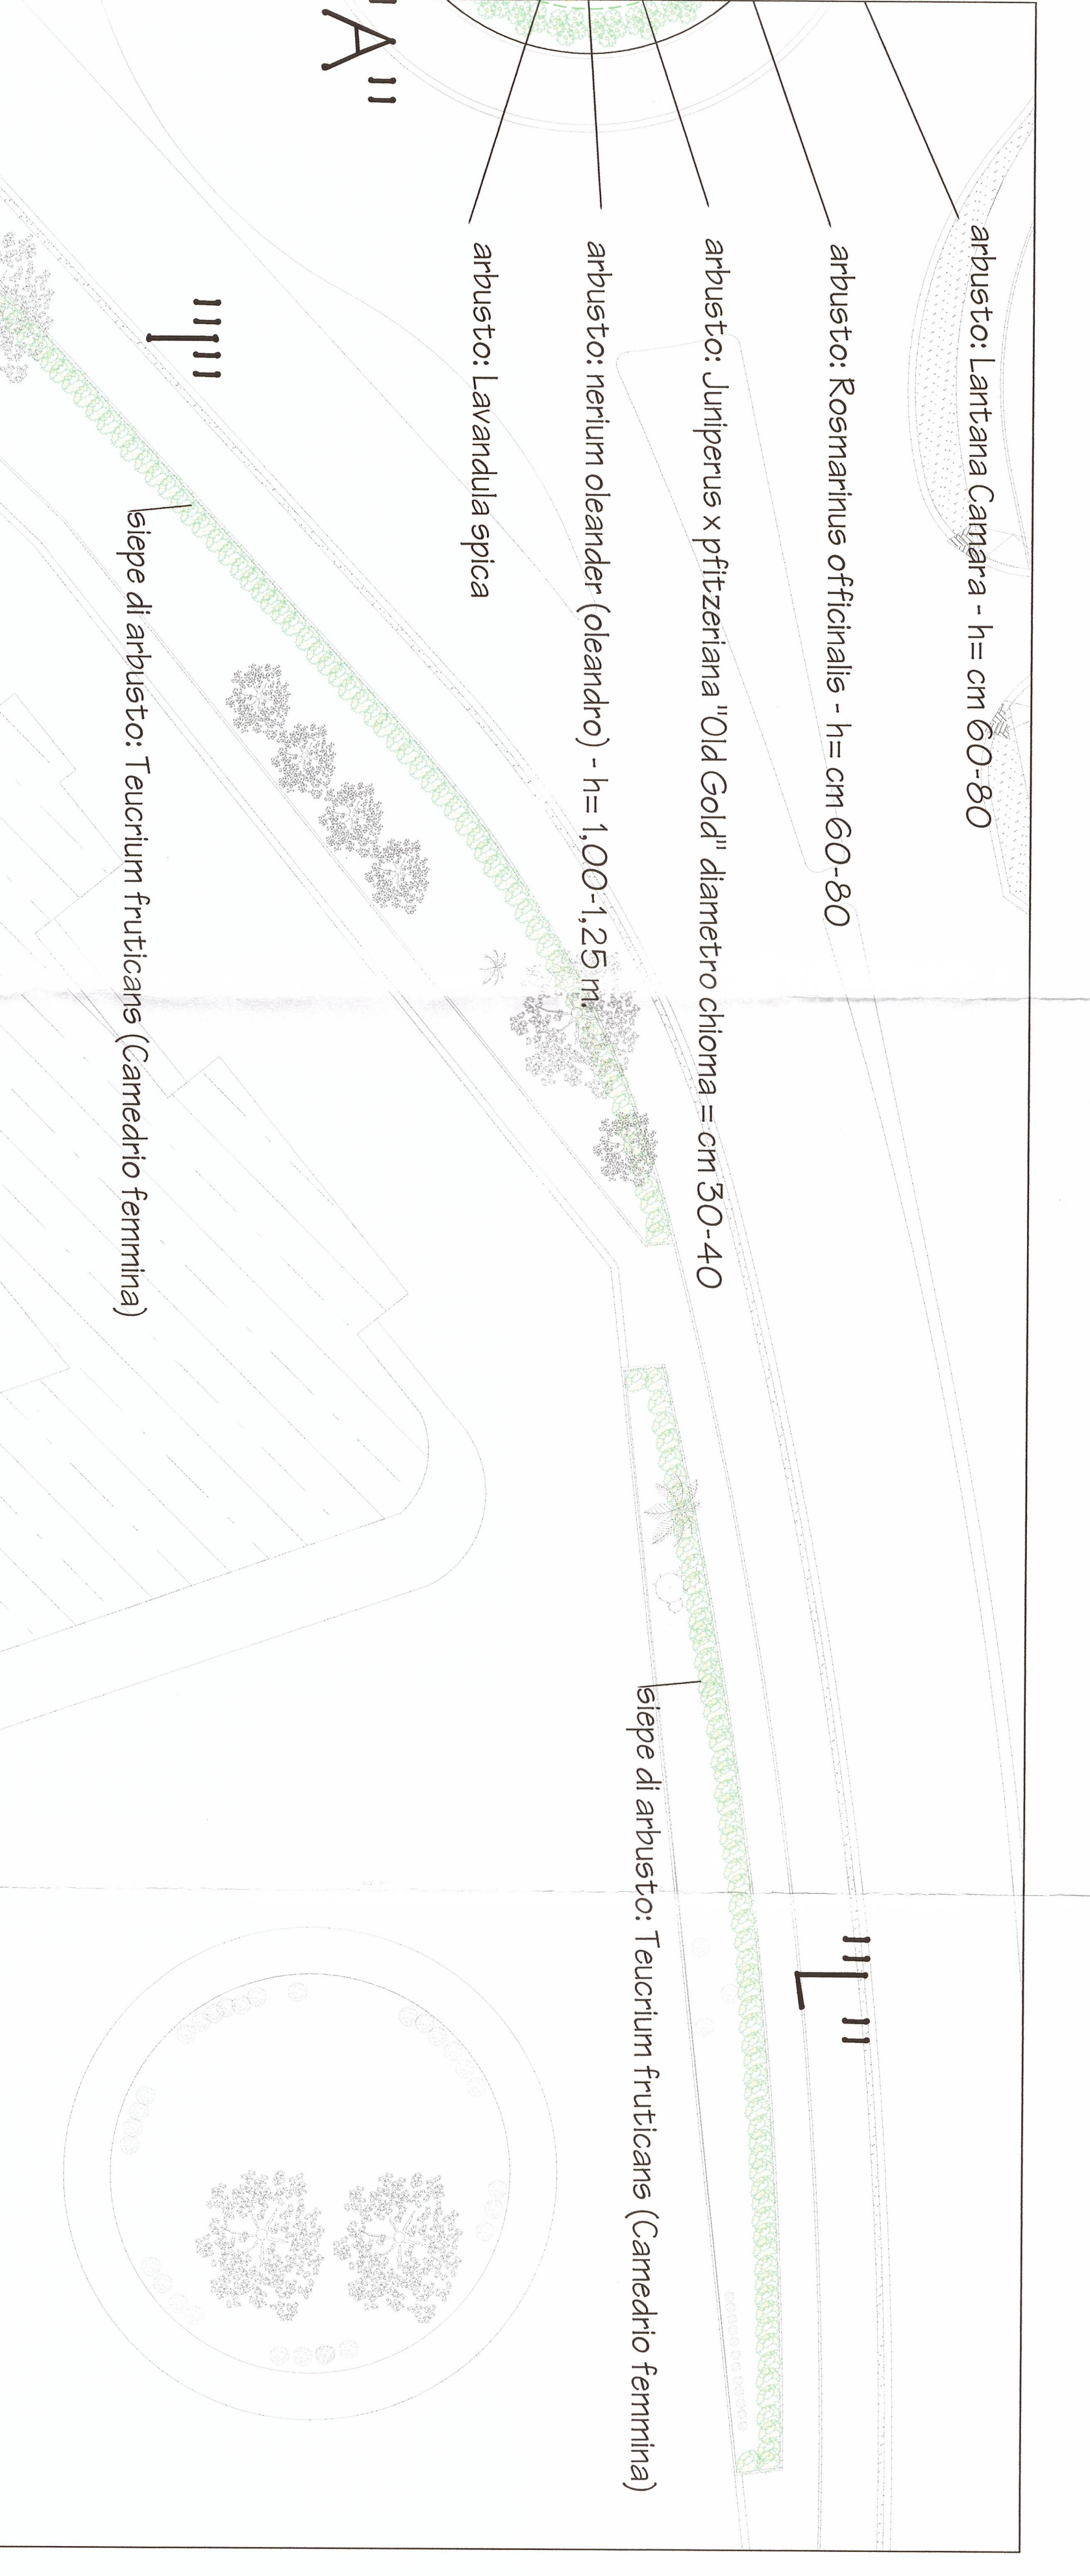 arbusto: Lantana Camara - h= cm 60-80
arbusto: Rosmarinus officinalis - h= cm 60-80
arbusto: Juniperus x pfitzeriana "Old Gold" diametro chioma = cm 30-40
arbusto: nerium oleander (oleandro) - h= 1,00-1,25 m.
arbusto: Lavandula spica
"A"
siepe di arbusto: Teucrium fruticans (Camedrio femmina)
siepe di arbusto: Teucrium fruticans (Camedrio femmina)